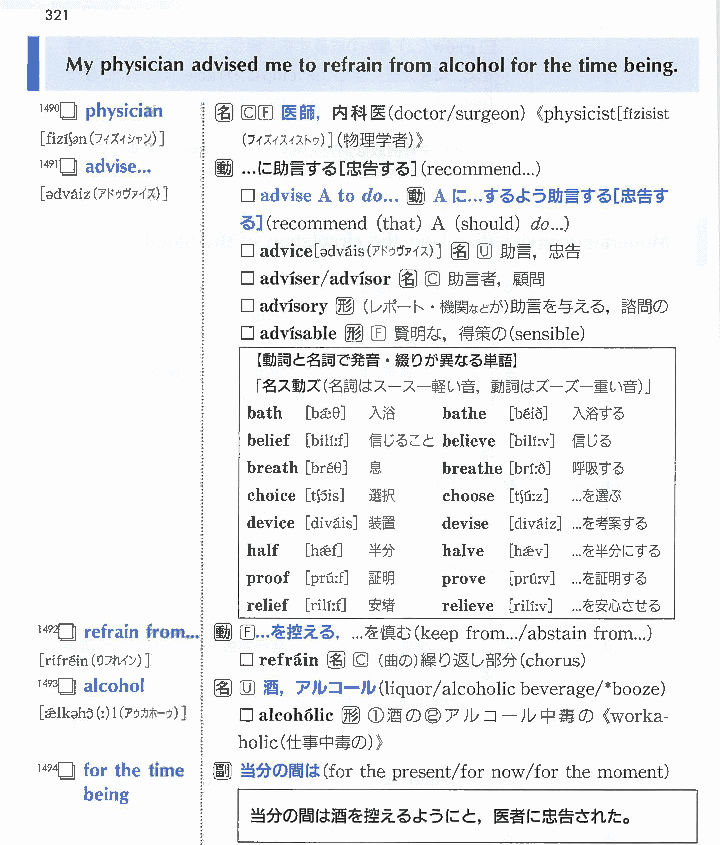 321
My physician advised me to refrain from alcohol for the time being.
1490□ physician
[fizíʃən(フィズィシャン)]
名 C F 医師，内科医(doctor/surgeon)《physicist[fízisist
(フィズィスィストゥ)](物理学者)》
1491□ advise...
[ədváiz(アドゥヴァイズ)]
動 …に助言する[忠告する](recommend...)
□ advise A to do... 動 A に…するよう助言する[忠告す
る](recommend (that) A (should) do...)
□ advice[ədváis(アドゥヴァイス)] 名 U 助言，忠告
□ advíser/advísor 名 C 助言者，顧問
□ advísory 形 (レポート・機関などが)助言を与える，諮問の
□ advísable 形 F 賢明な，得策の(sensible)
【動詞と名詞で発音・綴りが異なる単語】
「名ス動ズ(名詞はスースー軽い音，動詞はズーズー重い音)」
bath [bǽθ] 入浴 bathe [béið] 入浴する
belief [bilí:f] 信じること believe [bilí:v] 信じる
breath [bréθ] 息 breathe [brí:ð] 呼吸する
choice [tʃɔ́is] 選択 choose [tʃú:z] …を選ぶ
device [diváis] 装置 devise [diváiz] …を考案する
half [hǽf] 半分 halve [hǽv] …を半分にする
proof [prú:f] 証明 prove [prú:v] …を証明する
relief [rilí:f] 安堵 relieve [rilí:v] …を安心させる
1492□ refrain from...
[rifréin(リフレイン)]
動 F …を控える，…を慎む(keep from.../abstain from...)
□ refráin 名 C (曲の)繰り返し部分(chorus)
1493□ alcohol
[ǽlkəhɔ̀(:)l(アゥカホーゥ)]
名 U 酒，アルコール(liquor/alcoholic beverage/*booze)
□ alcohólic 形 ①酒の②アルコール中毒の《worka-
holic(仕事中毒の)》
1494□ for the time
being
副 当分の間は(for the present/for now/for the moment)
当分の間は酒を控えるようにと，医者に忠告された。